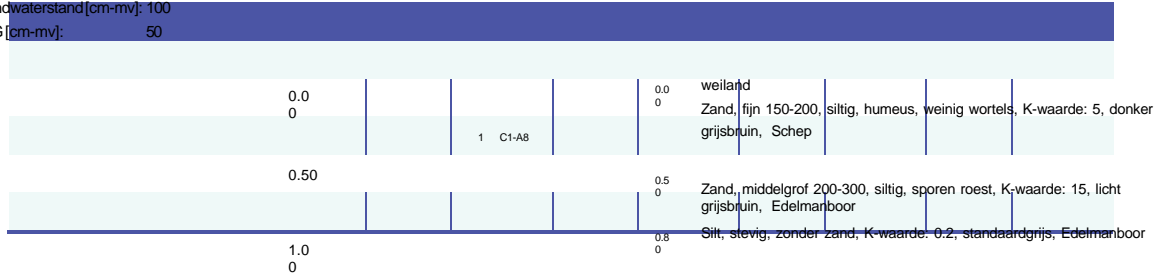 dwaterstand[cm-mv]: 100
G[cm-mv]: 50
weiland
0.0
0
0.0
0
Zand, fijn 150-200, siltig, humeus, weinig wortels, K-waarde: 5, donker
grijsbruin, Schep
1 C1-A8
0.50
0.5
0
Zand, middelgrof 200-300, siltig, sporen roest, K-waarde: 15, licht
grijsbruin, Edelmanboor
0.8
0
Silt, stevig, zonder zand, K-waarde: 0.2, standaardgrijs, Edelmanboor
1.0
0